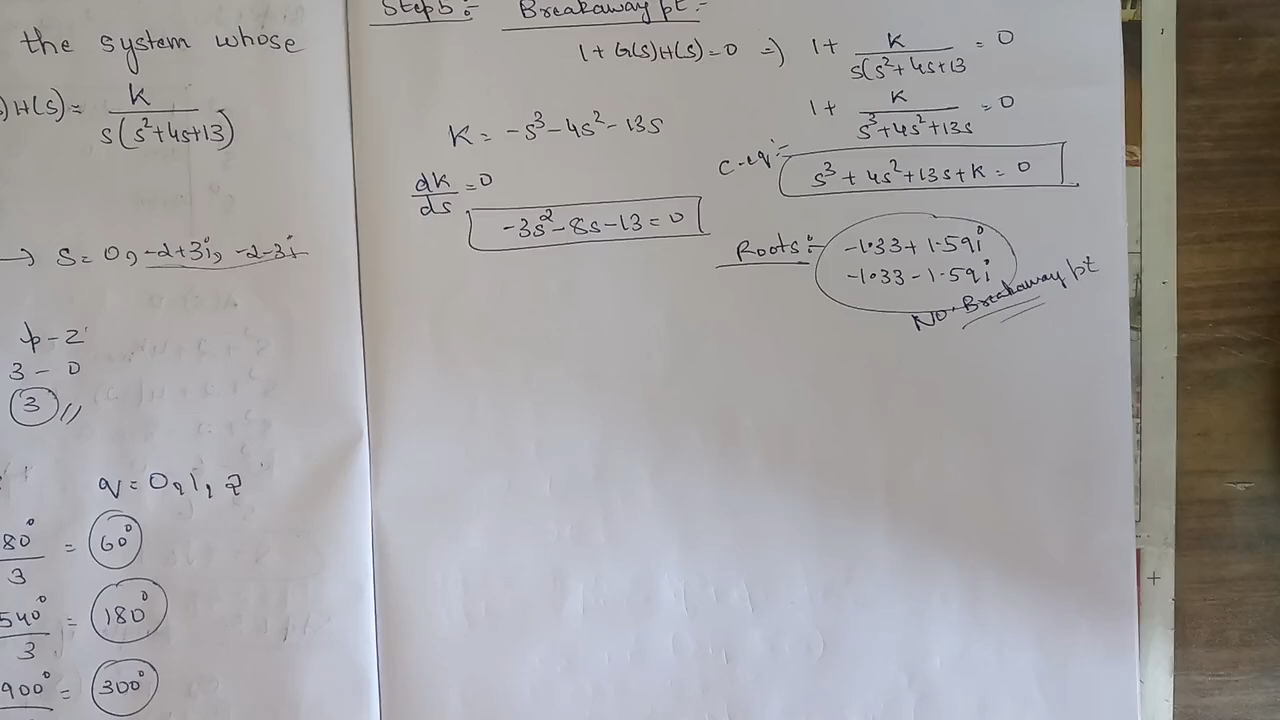 the system whose
) H(s) = K / s(s²+4s+13)
→ s = 0, -2+3i, -2-3i
p-z
3 - 0
3 //
q = 0, 1, 2
80° / 3 = 60°
540° / 3 = 180°
900° = 300°
Step5:- Breakaway pt:-
1 + G(s)H(s) = 0 => 1 + K / s(s²+4s+13 = 0
1 + K / s³+4s²+13s = 0
K = -s³-4s²-13s
c.eq:-
s³ + 4s²+13s+K = 0
dK / ds = 0
-3s²-8s-13 = 0
Roots:- -1.33 + 1.59i
-1.33 - 1.59i
No. Breakaway pt